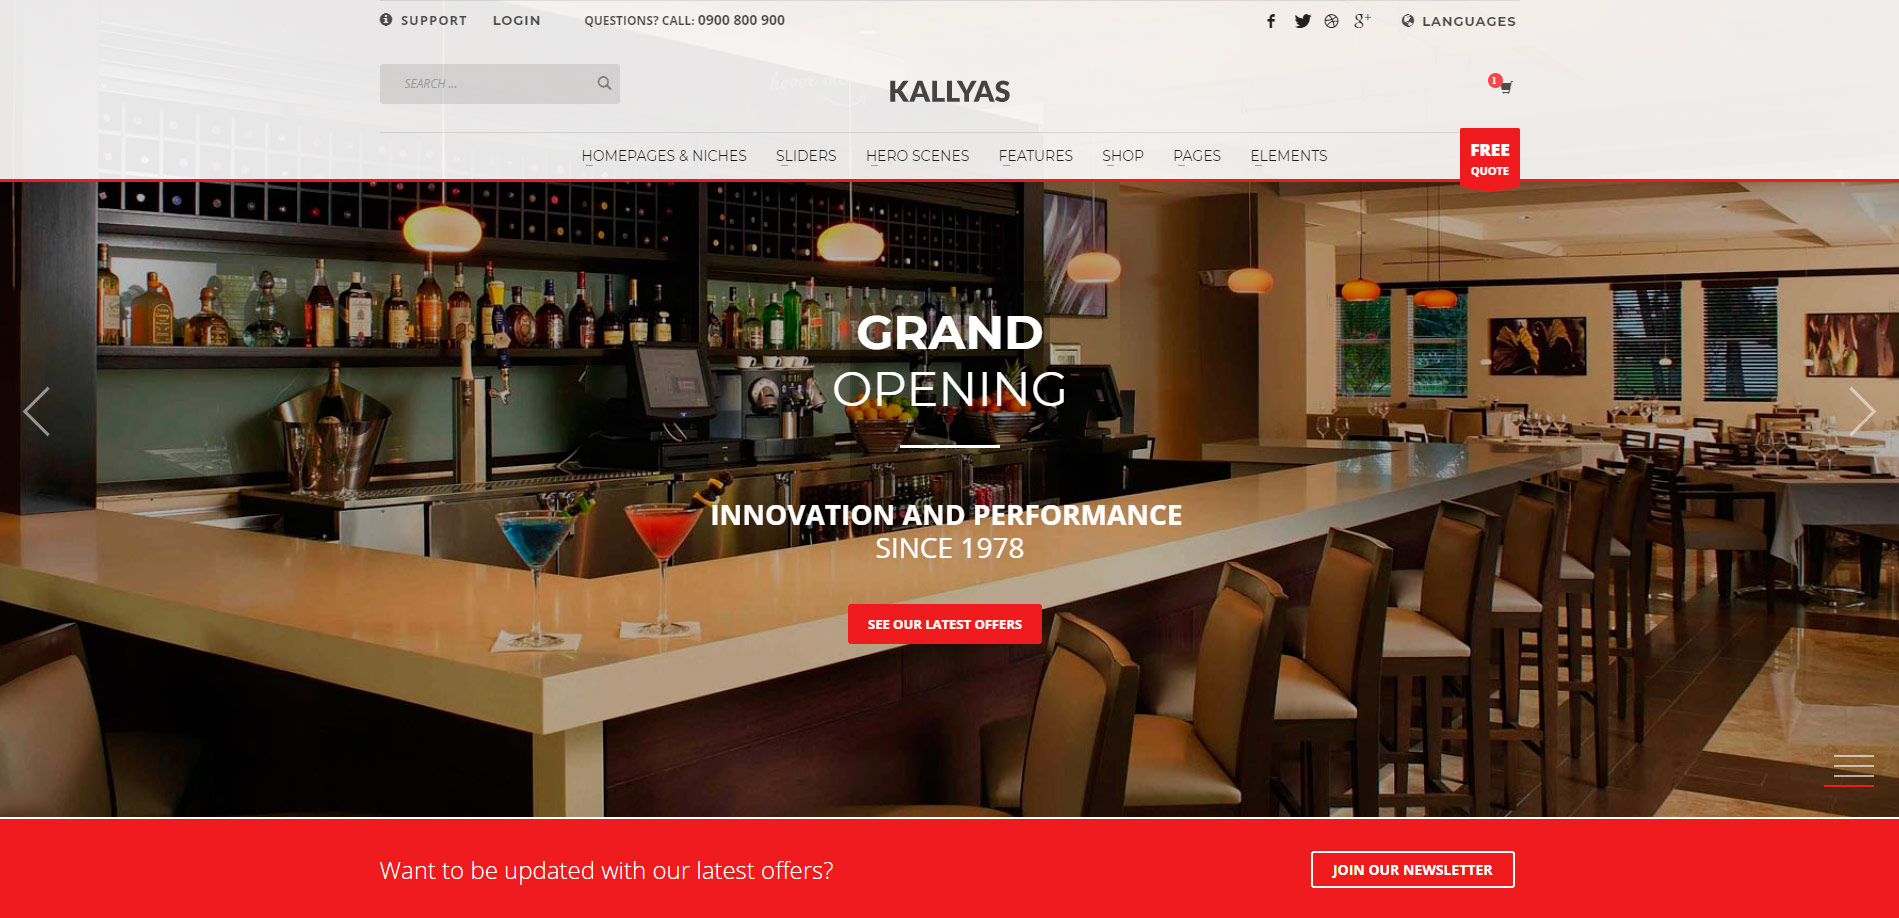 SUPPORT LOGIN QUESTIONS? CALL: 0900 800 900 LANGUAGES
SEARCH ...
KALLYAS
1
HOMEPAGES & NICHES SLIDERS HERO SCENES FEATURES SHOP PAGES ELEMENTS
FREE
QUOTE
GRAND
OPENING
INNOVATION AND PERFORMANCE
SINCE 1978
SEE OUR LATEST OFFERS
Want to be updated with our latest offers?
JOIN OUR NEWSLETTER